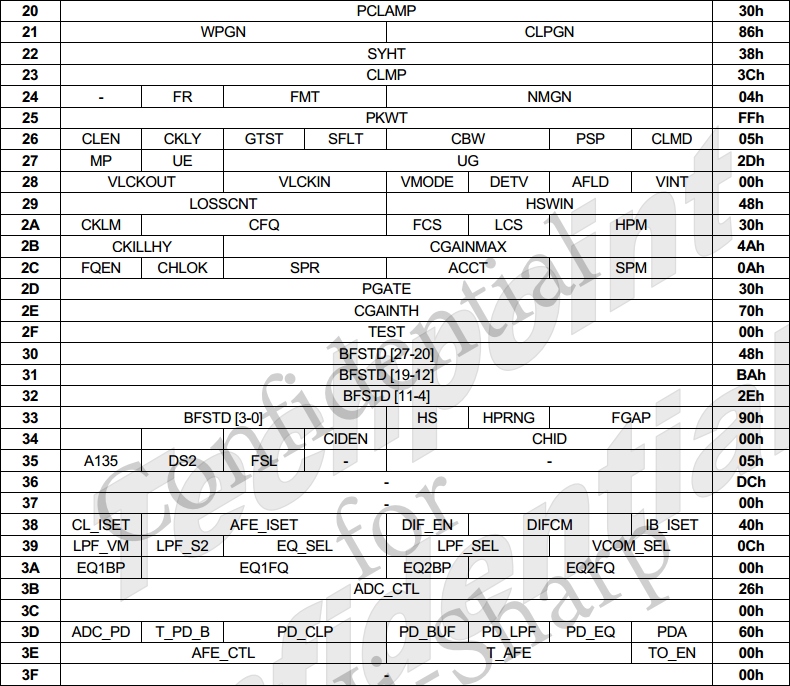 20 PCLAMP 30h
21 WPGN CLPGN 86h
22 SYHT 38h
23 CLMP 3Ch
24 - FR FMT NMGN 04h
25 PKWT FFh
26 CLEN CKLY GTST SFLT CBW PSP CLMD 05h
27 MP UE UG 2Dh
28 VLCKOUT VLCKIN VMODE DETV AFLD VINT 00h
29 LOSSCNT HSWIN 48h
2A CKLM CFQ FCS LCS HPM 30h
2B CKILLHY CGAINMAX 4Ah
2C FQEN CHLOK SPR ACCT SPM 0Ah
2D PGATE 30h
2E CGAINTH 70h
2F TEST 00h
30 BFSTD [27-20] 48h
31 BFSTD [19-12] BAh
32 BFSTD [11-4] 2Eh
33 BFSTD [3-0] HS HPRNG FGAP 90h
34 CIDEN CHID 00h
35 A135 DS2 FSL - - 05h
36 - DCh
37 - 00h
38 CL_ISET AFE_ISET DIF_EN DIFCM IB_ISET 40h
39 LPF_VM LPF_S2 EQ_SEL LPF_SEL VCOM_SEL 0Ch
3A EQ1BP EQ1FQ EQ2BP EQ2FQ 00h
3B ADC_CTL 26h
3C 00h
3D ADC_PD T_PD_B PD_CLP PD_BUF PD_LPF PD_EQ PDA 60h
3E AFE_CTL T_AFE TO_EN 00h
3F - 00h
Techpoint
Confidential
Confidential
for
-Sharp